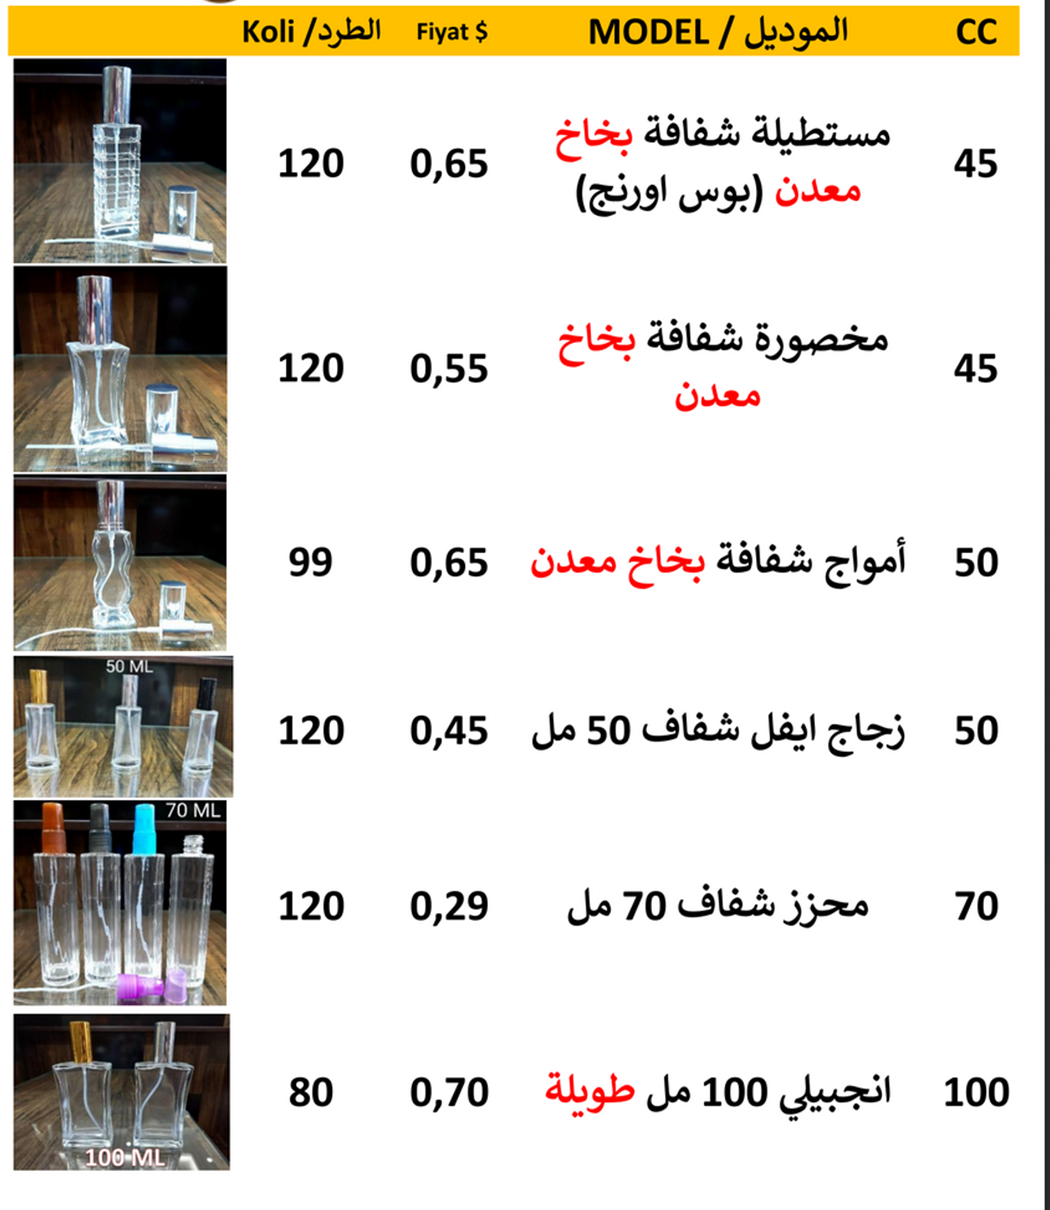 CC الموديل / MODEL Fiyat $ الطرد/ Koli
45 مستطيلة شفافة بخاخ 0,65 120
معدن (بوس اورنج)
45 مخصورة شفافة بخاخ 0,55 120
معدن
50 أمواج شفافة بخاخ معدن 0,65 99
50 ML
50 زجاج ايفل شفاف 50 مل 0,45 120
70 ML
70 محزز شفاف 70 مل 0,29 120
100 انجبيلي 100 مل طويلة 0,70 80
100 ML